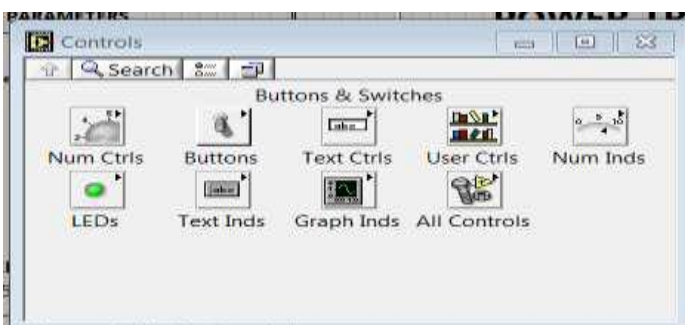 PARAMETERS
Controls
Search
Buttons & Switches
Num Ctrls Buttons Text Ctrls User Ctrls Num Inds
LEDs Text Inds Graph Inds All Controls